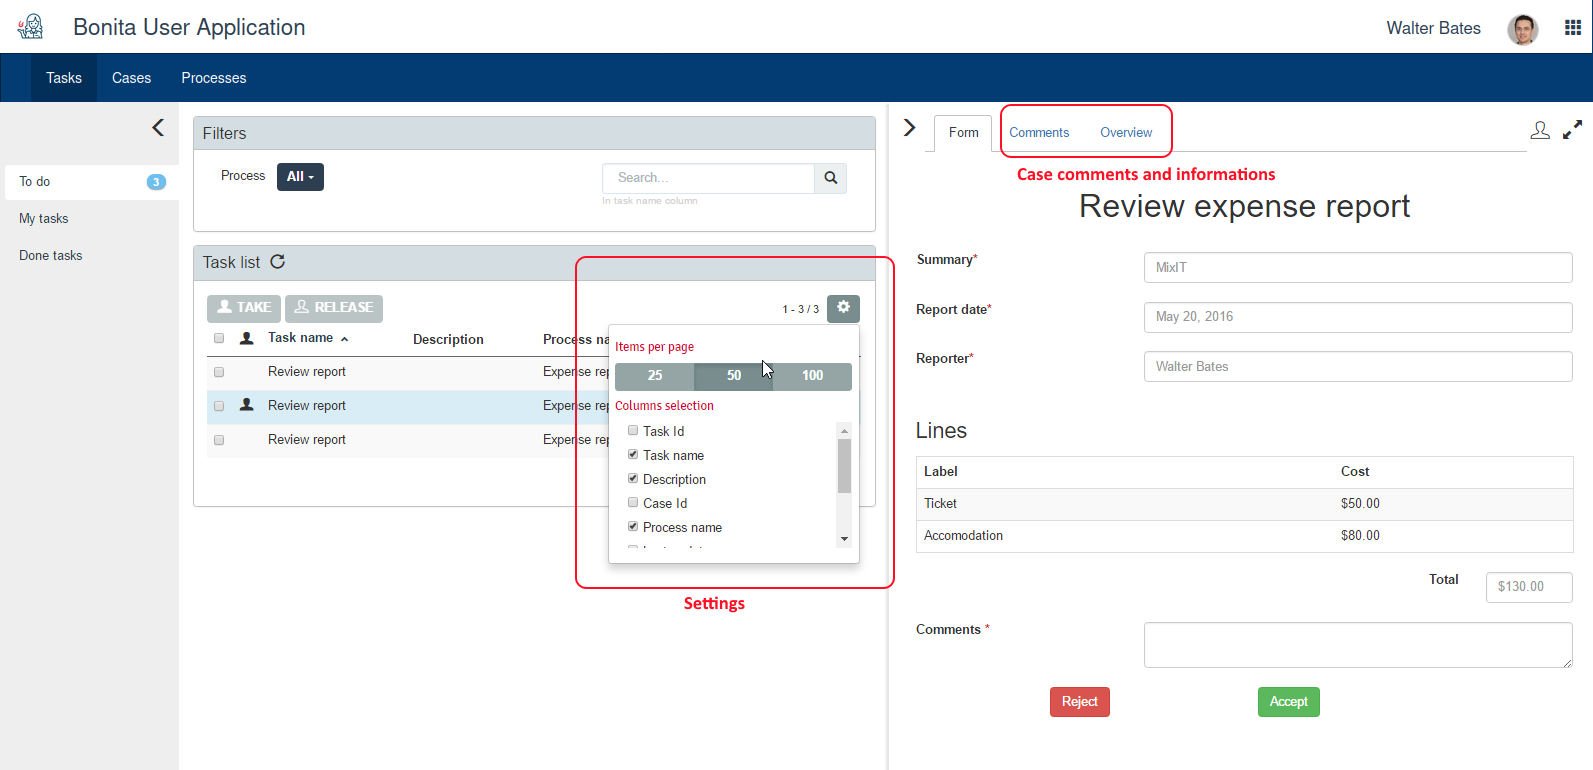 Bonita User Application
Walter Bates
Tasks
Cases
Processes
To do
3
My tasks
Done tasks
Filters
Process
All
Search...
In task name column
Task list
TAKE
RELEASE
1 - 3 / 3
Task name
Description
Process na
Review report
Expense rep
Review report
Expense rep
Review report
Expense rep
Items per page
25
50
100
Columns selection
Task Id
Task name
Description
Case Id
Process name
Settings
Form
Comments
Overview
Case comments and informations
Review expense report
Summary*
MixIT
Report date*
May 20, 2016
Reporter*
Walter Bates
Lines
Label
Cost
Ticket
$50.00
Accomodation
$80.00
Total
$130.00
Comments *
Reject
Accept